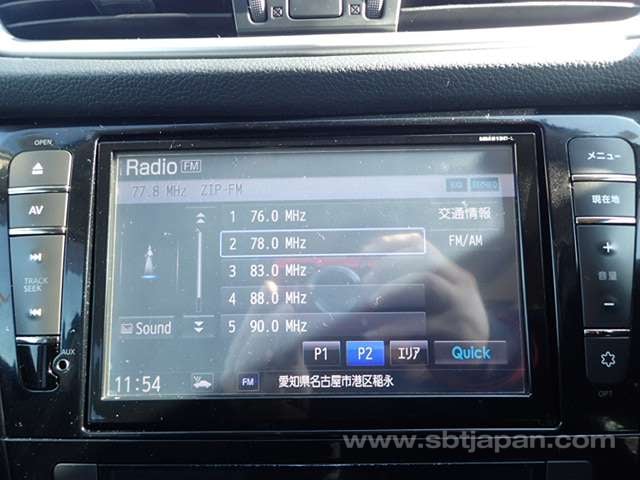 OPEN
AV
TRACK
SEEK
AUX
Radio FM
77.8 MHz ZIP-FM
1 76.0 MHz
2 78.0 MHz
3 83.0 MHz
4 88.0 MHz
5 90.0 MHz
交通情報
FM/AM
Sound
P1 P2 エリア Quick
11:54 FM 愛知県名古屋市港区稲永
メニュー
現在地
+
音量
-
OPT
www.sbtjapan.com